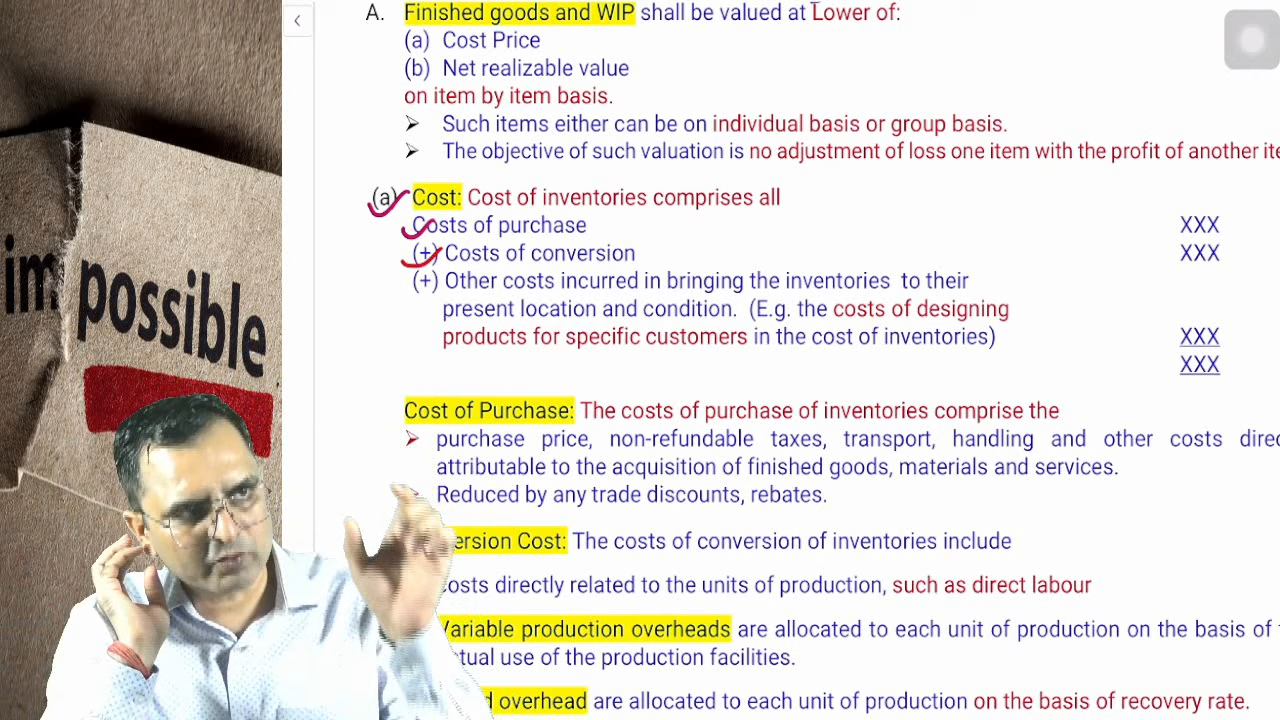 A. Finished goods and WIP shall be valued at Lower of:
(a) Cost Price
(b) Net realizable value
on item by item basis.
➢ Such items either can be on individual basis or group basis.
➢ The objective of such valuation is no adjustment of loss one item with the profit of another ite
(a) Cost: Cost of inventories comprises all
Costs of purchase XXX
(+) Costs of conversion XXX
(+) Other costs incurred in bringing the inventories to their
present location and condition. (E.g. the costs of designing
products for specific customers in the cost of inventories) XXX
XXX
Cost of Purchase: The costs of purchase of inventories comprise the
➢ purchase price, non-refundable taxes, transport, handling and other costs direc
attributable to the acquisition of finished goods, materials and services.
Reduced by any trade discounts, rebates.
ersion Cost: The costs of conversion of inventories include
osts directly related to the units of production, such as direct labour
Variable production overheads are allocated to each unit of production on the basis of
tual use of the production facilities.
overhead are allocated to each unit of production on the basis of recovery rate.
im possible